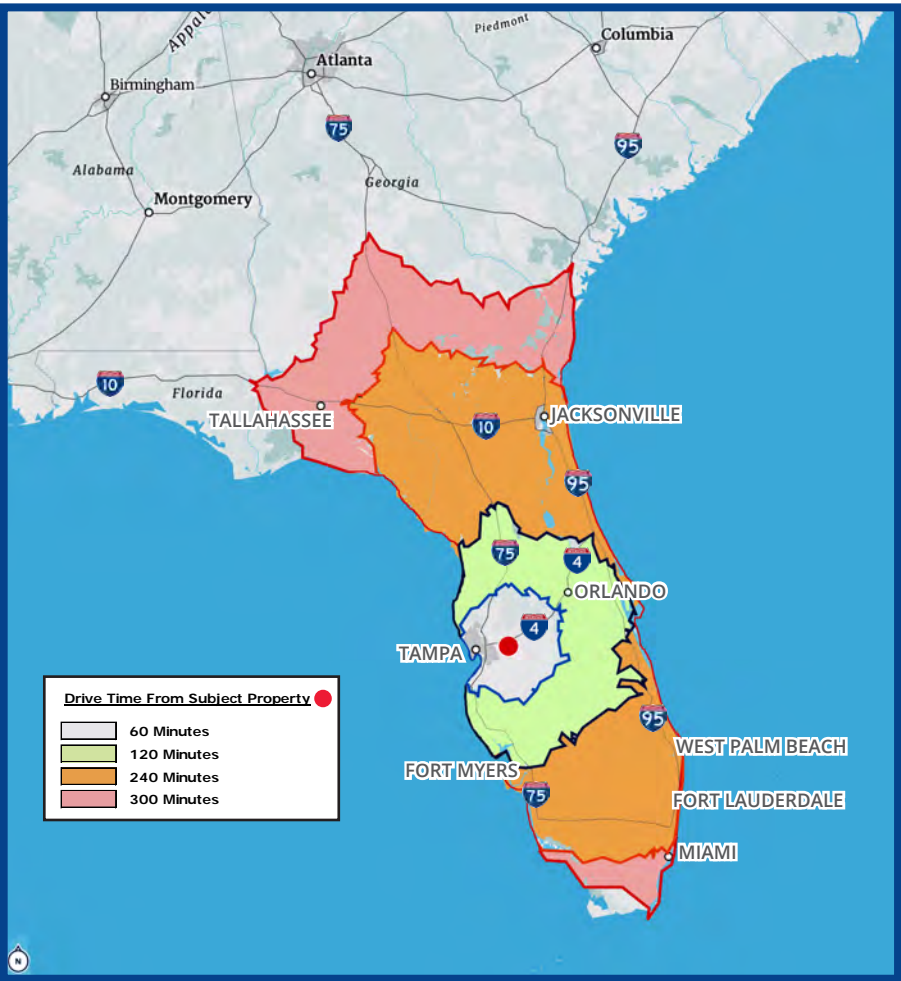 Appala
Piedmont
Columbia
Atlanta
Birmingham
75
95
Alabama
Georgia
Montgomery
10
Florida
TALLAHASSEE
JACKSONVILLE
10
95
75
4
ORLANDO
4
TAMPA
Drive Time From Subject Property
60 Minutes
120 Minutes
240 Minutes
300 Minutes
95
WEST PALM BEACH
FORT MYERS
75
FORT LAUDERDALE
MIAMI
N